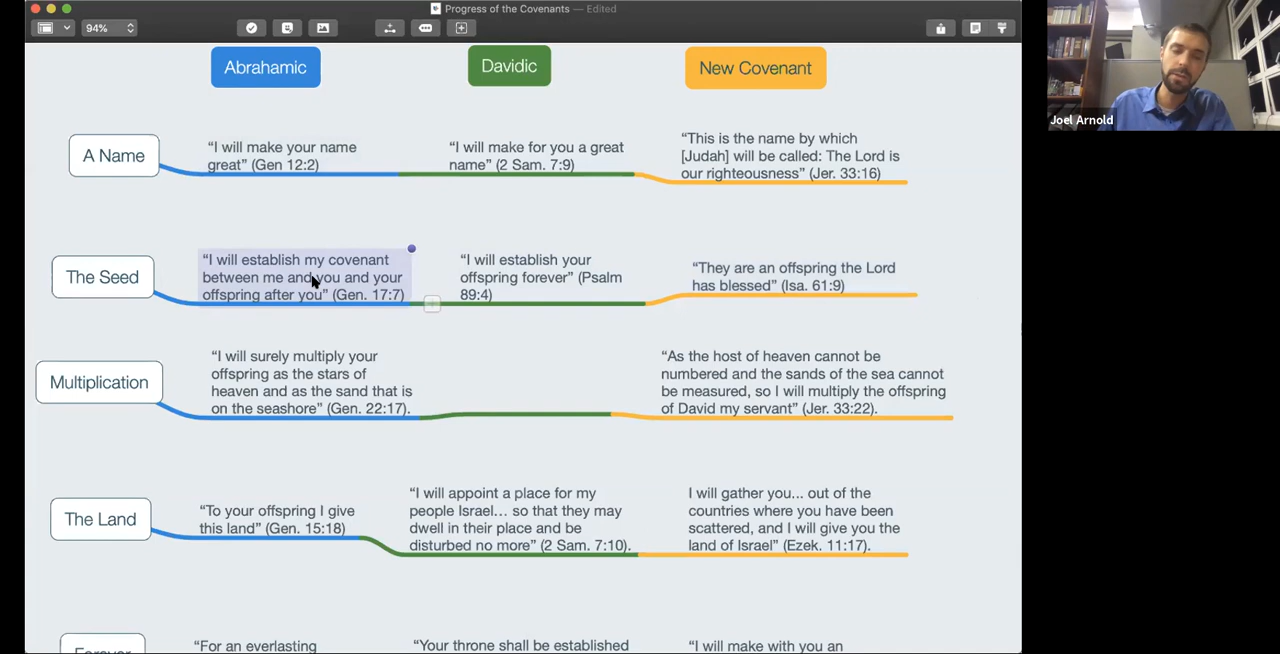 Progress of the Covenants — Edited
94%
Joel Arnold
Abrahamic
Davidic
New Covenant
A Name
“I will make your name
great” (Gen 12:2)
“I will make for you a great
name” (2 Sam. 7:9)
“This is the name by which
[Judah] will be called: The Lord is
our righteousness” (Jer. 33:16)
The Seed
“I will establish my covenant
between me and you and your
offspring after you” (Gen. 17:7)
“I will establish your
offspring forever” (Psalm
89:4)
“They are an offspring the Lord
has blessed” (Isa. 61:9)
Multiplication
“I will surely multiply your
offspring as the stars of
heaven and as the sand that is
on the seashore” (Gen. 22:17).
“As the host of heaven cannot be
numbered and the sands of the sea cannot
be measured, so I will multiply the offspring
of David my servant” (Jer. 33:22).
The Land
“To your offspring I give
this land” (Gen. 15:18)
“I will appoint a place for my
people Israel… so that they may
dwell in their place and be
disturbed no more” (2 Sam. 7:10).
I will gather you... out of the
countries where you have been
scattered, and I will give you the
land of Israel” (Ezek. 11:17).
Forever
“For an everlasting
“Your throne shall be established
“I will make with you an